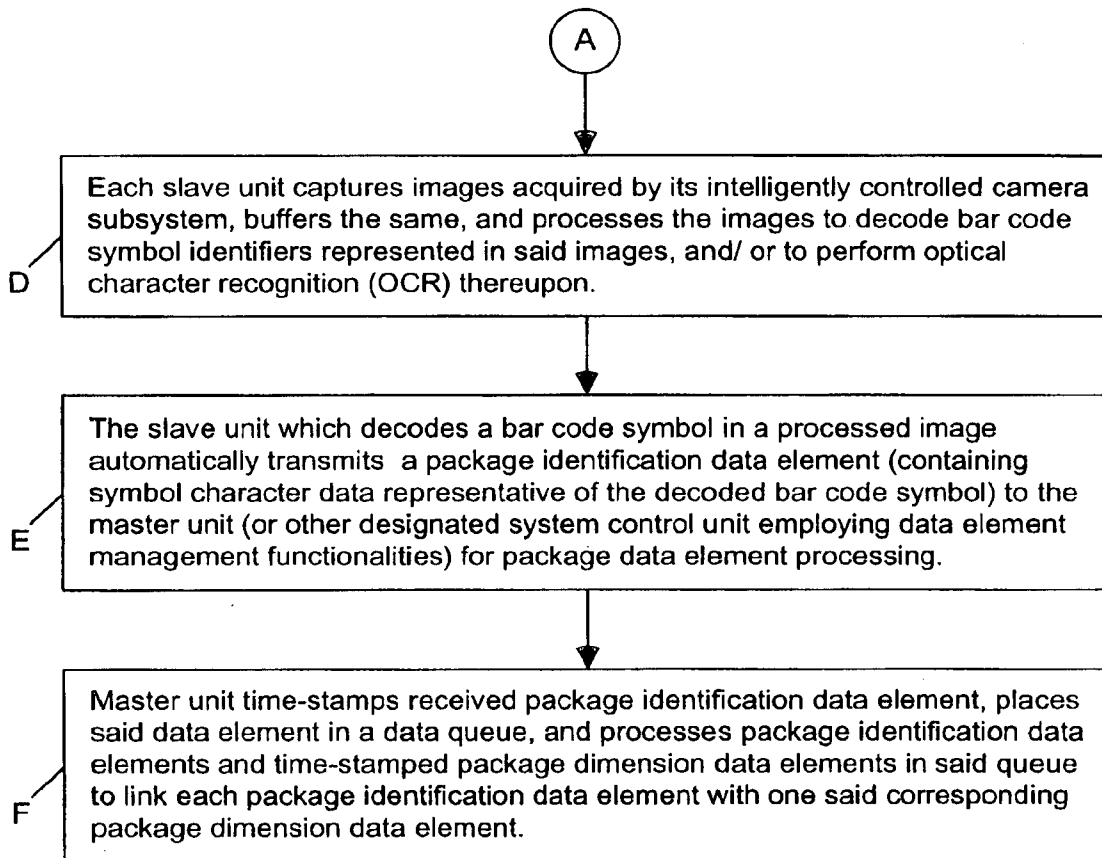 A
Each slave unit captures images acquired by its intelligently controlled camera
subsystem, buffers the same, and processes the images to decode bar code
symbol identifiers represented in said images, and/ or to perform optical
character recognition (OCR) thereupon.
D
The slave unit which decodes a bar code symbol in a processed image
automatically transmits a package identification data element (containing
symbol character data representative of the decoded bar code symbol) to the
master unit (or other designated system control unit employing data element
management functionalities) for package data element processing.
E
Master unit time-stamps received package identification data element, places
said data element in a data queue, and processes package identification data
elements and time-stamped package dimension data elements in said queue
to link each package identification data element with one said corresponding
package dimension data element.
F